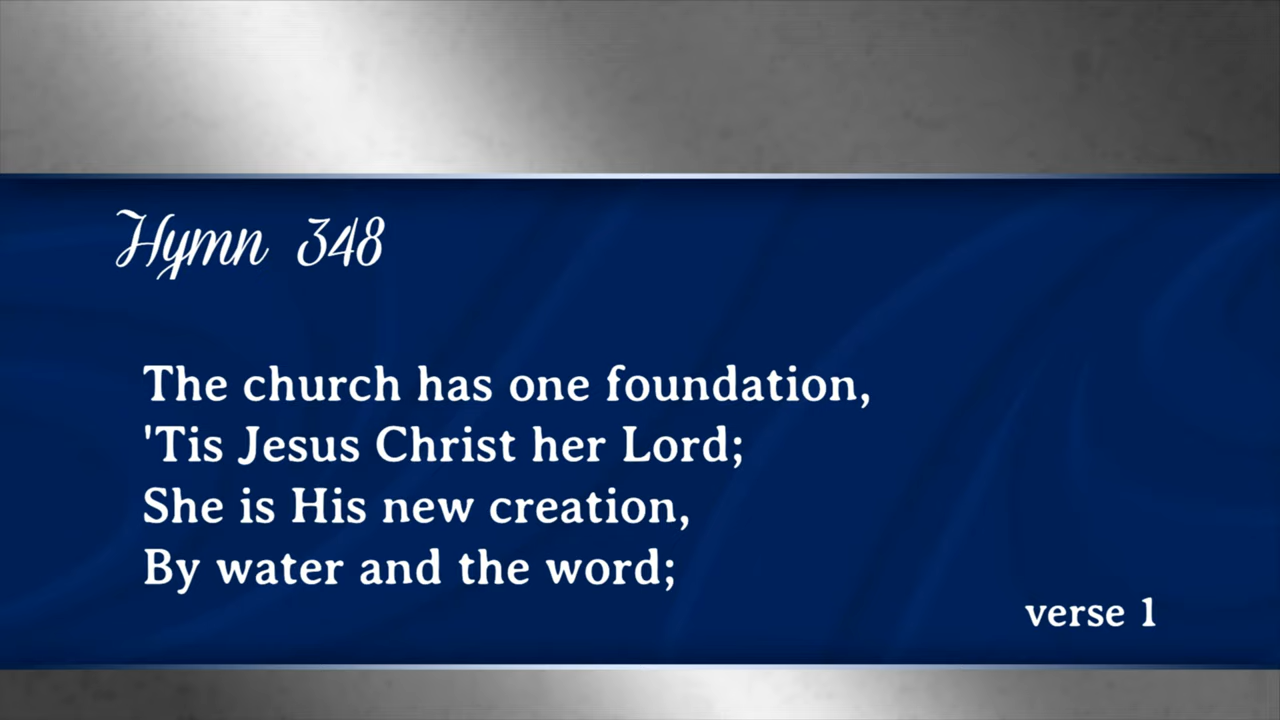 Hymn 348
The church has one foundation,
'Tis Jesus Christ her Lord;
She is His new creation,
By water and the word;
verse 1